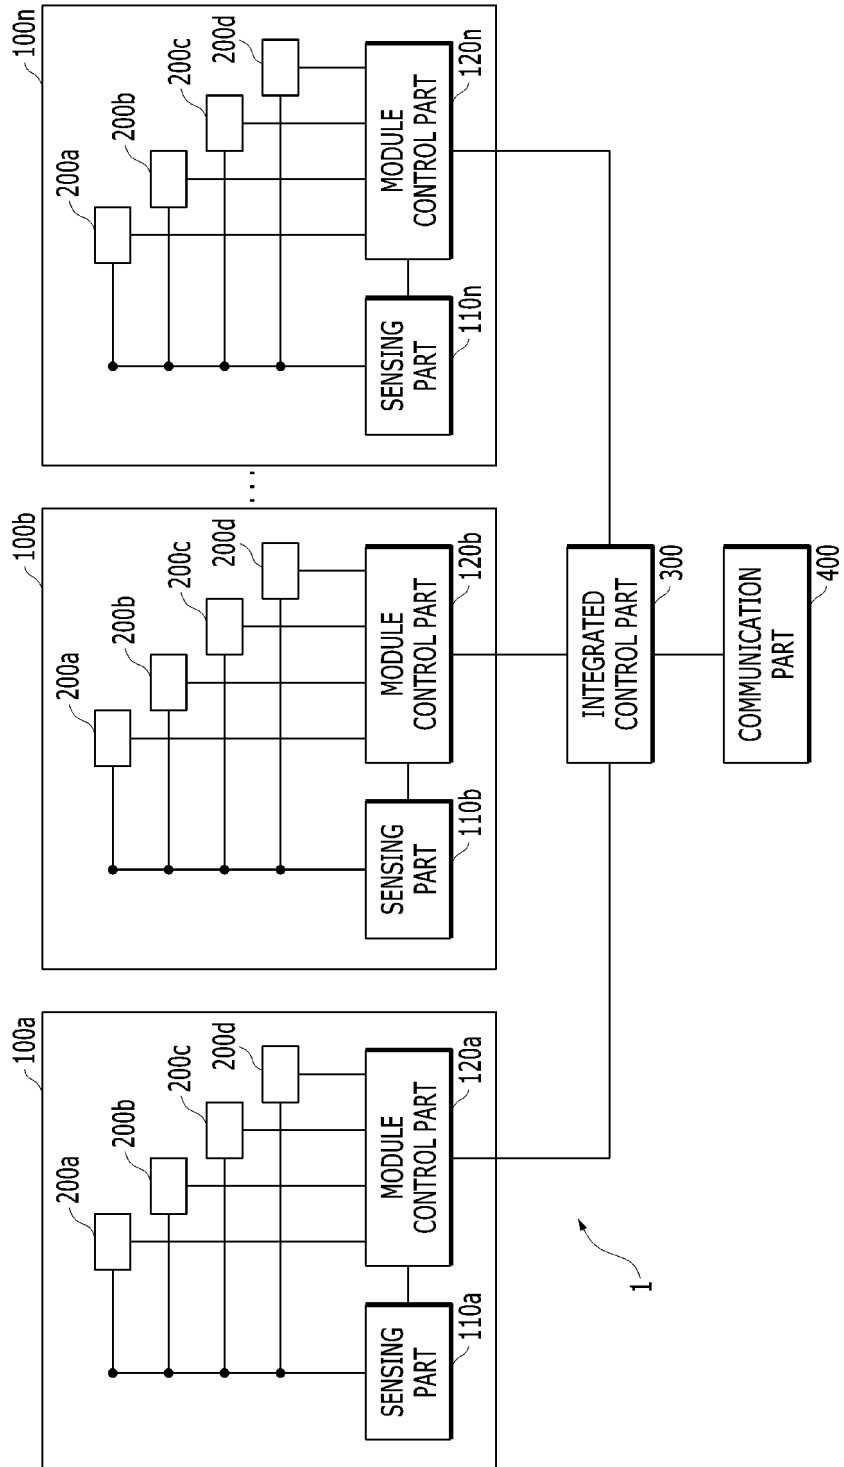 100a
200a
200b
200c
200d
SENSING
PART
110a
MODULE
CONTROL PART
120a
100b
200a
200b
200c
200d
SENSING
PART
110b
MODULE
CONTROL PART
120b
...
100n
200a
200b
200c
200d
SENSING
PART
110n
MODULE
CONTROL PART
120n
INTEGRATED
CONTROL PART
300
COMMUNICATION
PART
400
1